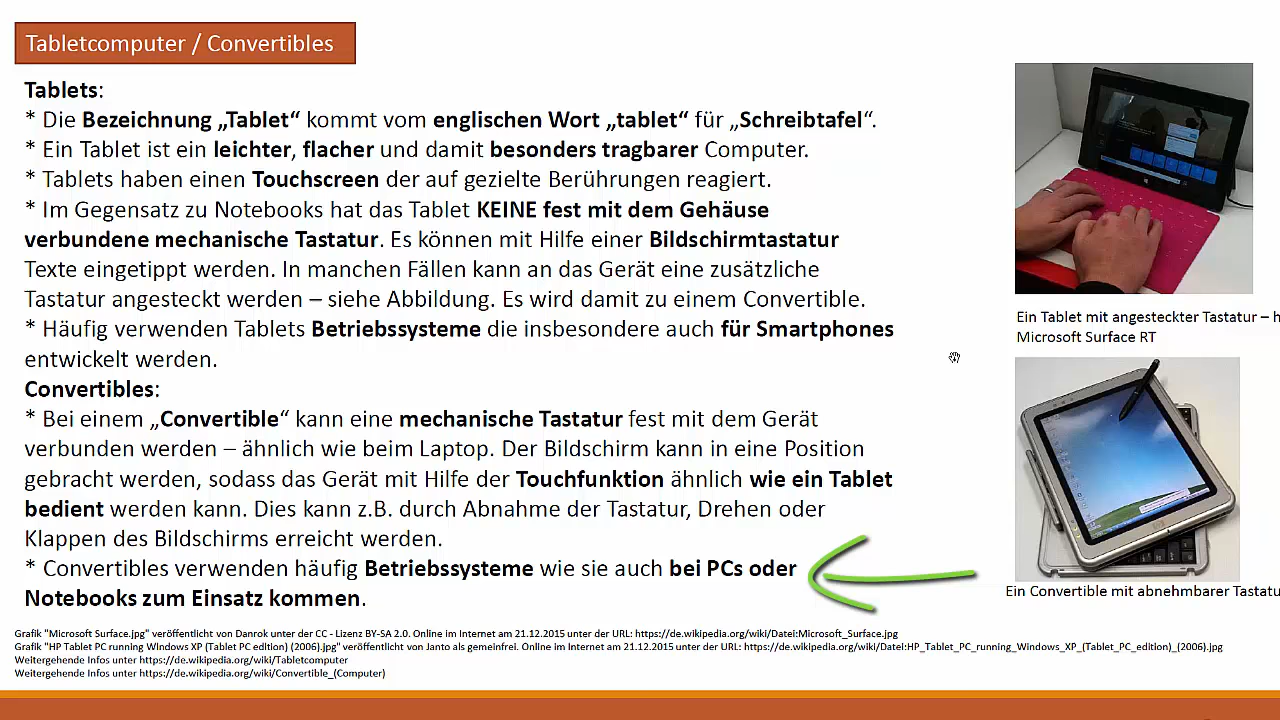 Tabletcomputer / Convertibles
Tablets:
* Die Bezeichnung „Tablet“ kommt vom englischen Wort „tablet“ für „Schreibtafel“.
* Ein Tablet ist ein leichter, flacher und damit besonders tragbarer Computer.
* Tablets haben einen Touchscreen der auf gezielte Berührungen reagiert.
* Im Gegensatz zu Notebooks hat das Tablet KEINE fest mit dem Gehäuse
verbundene mechanische Tastatur. Es können mit Hilfe einer Bildschirmtastatur
Texte eingetippt werden. In manchen Fällen kann an das Gerät eine zusätzliche
Tastatur angesteckt werden – siehe Abbildung. Es wird damit zu einem Convertible.
* Häufig verwenden Tablets Betriebssysteme die insbesondere auch für Smartphones
entwickelt werden.
Convertibles:
* Bei einem „Convertible“ kann eine mechanische Tastatur fest mit dem Gerät
verbunden werden – ähnlich wie beim Laptop. Der Bildschirm kann in eine Position
gebracht werden, sodass das Gerät mit Hilfe der Touchfunktion ähnlich wie ein Tablet
bedient werden kann. Dies kann z.B. durch Abnahme der Tastatur, Drehen oder
Klappen des Bildschirms erreicht werden.
* Convertibles verwenden häufig Betriebssysteme wie sie auch bei PCs oder
Notebooks zum Einsatz kommen.
Ein Tablet mit angesteckter Tastatur – h
Microsoft Surface RT
Ein Convertible mit abnehmbarer Tastatu
Grafik "Microsoft Surface.jpg" veröffentlicht von Danrok unter der CC - Lizenz BY-SA 2.0. Online im Internet am 21.12.2015 unter der URL: https://de.wikipedia.org/wiki/Datei:Microsoft_Surface.jpg
Grafik "HP Tablet PC running Windows XP (Tablet PC edition) (2006).jpg" veröffentlicht von Janto als gemeinfrei. Online im Internet am 21.12.2015 unter der URL: https://de.wikipedia.org/wiki/Datei:HP_Tablet_PC_running_Windows_XP_(Tablet_PC_edition)_(2006).jpg
Weitergehende Infos unter https://de.wikipedia.org/wiki/Tabletcomputer
Weitergehende Infos unter https://de.wikipedia.org/wiki/Convertible_(Computer)